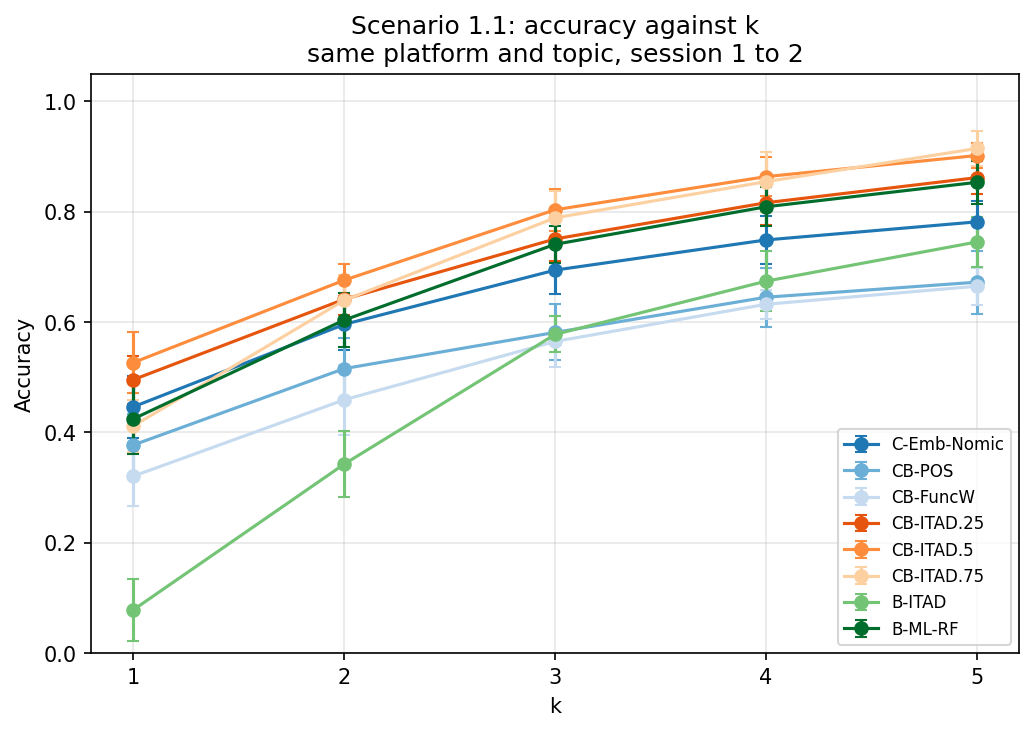 Scenario 1.1: accuracy against k
same platform and topic, session 1 to 2
Accuracy
1.0
0.8
0.6
0.4
0.2
0.0
1 2 3 4 5
k
C-Emb-Nomic
CB-POS
CB-FuncW
CB-ITAD.25
CB-ITAD.5
CB-ITAD.75
B-ITAD
B-ML-RF